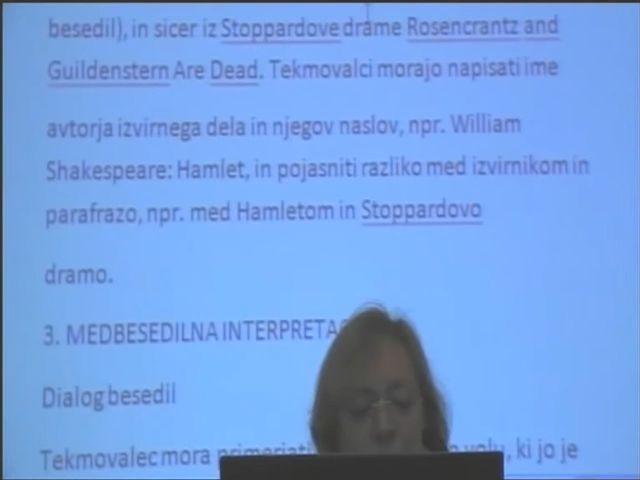 besedil), in sicer iz Stoppardove drame Rosencrantz and
Guildenstern Are Dead. Tekmovalci morajo napisati ime
avtorja izvirnega dela in njegov naslov, npr. William
Shakespeare: Hamlet, in pojasniti razliko med izvirnikom in
parafrazo, npr. med Hamletom in Stoppardovo
dramo.
3. MEDBESEDILNA
Dialog besedil
Tekmovalec mora primerjati volu, ki jo je